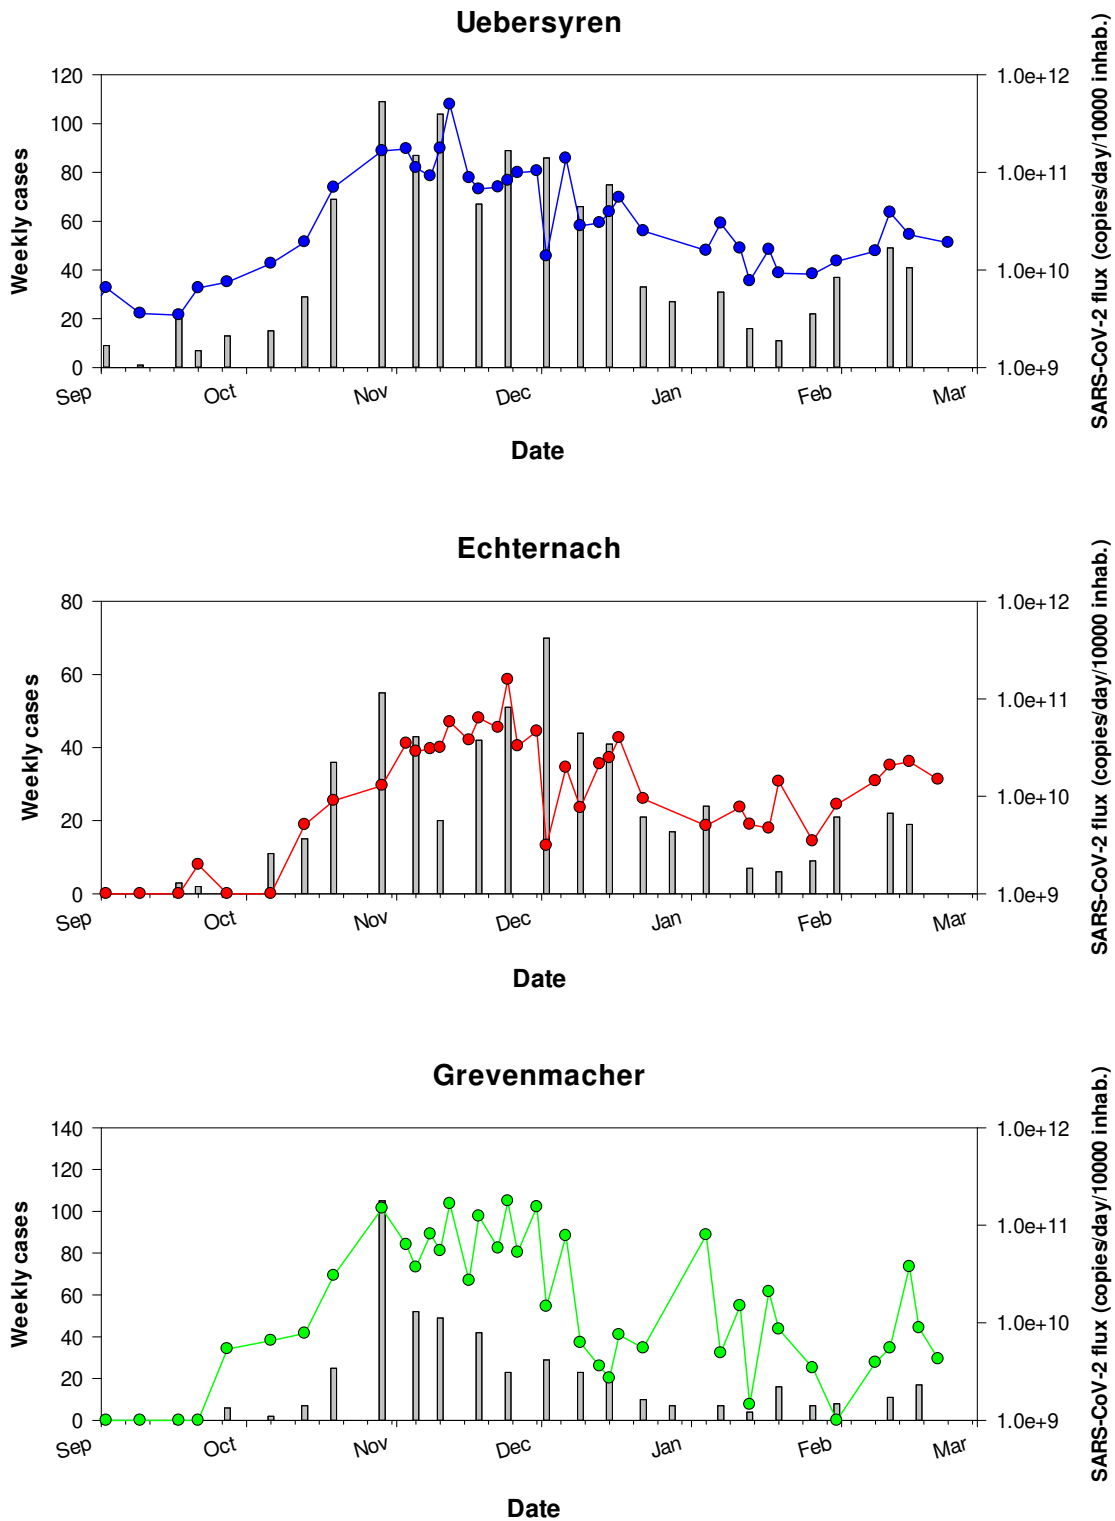 Uebersyren
Weekly cases
120
100
80
60
40
20
0
1.0e+12
1.0e+11
1.0e+10
1.0e+9
SARS-CoV-2 flux (copies/day/10000 inhab.)
Sep Oct Nov Dec Jan Feb Mar
Date
Echternach
Weekly cases
80
60
40
20
0
1.0e+12
1.0e+11
1.0e+10
1.0e+9
SARS-CoV-2 flux (copies/day/10000 inhab.)
Sep Oct Nov Dec Jan Feb Mar
Date
Grevenmacher
Weekly cases
140
120
100
80
60
40
20
0
1.0e+12
1.0e+11
1.0e+10
1.0e+9
SARS-CoV-2 flux (copies/day/10000 inhab.)
Sep Oct Nov Dec Jan Feb Mar
Date